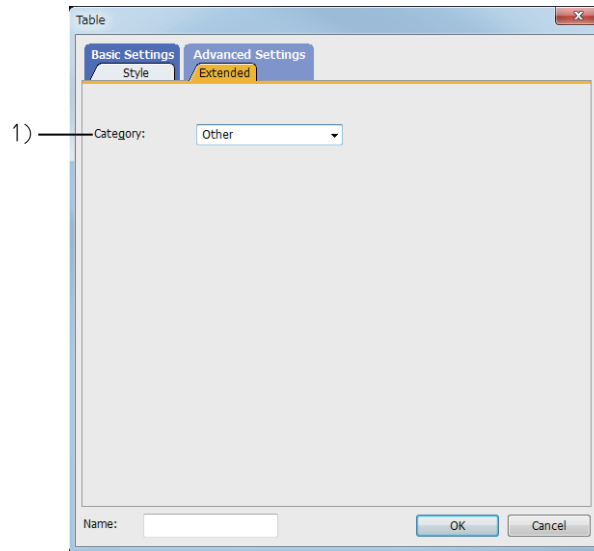 Table
Basic Settings Advanced Settings
Style Extended
1) Category: Other
Name: OK Cancel